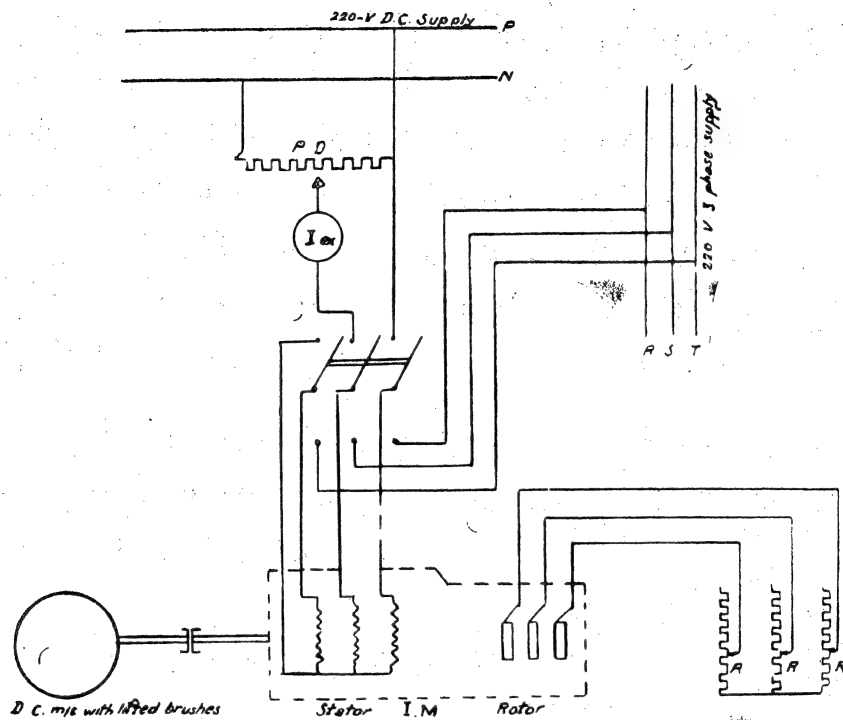 220-V D.C. Supply P
N
P D
I ex
220 V 3 phase supply
R S T
R R R
D C. m/c with lifted brushes
Stator I.M Rotor